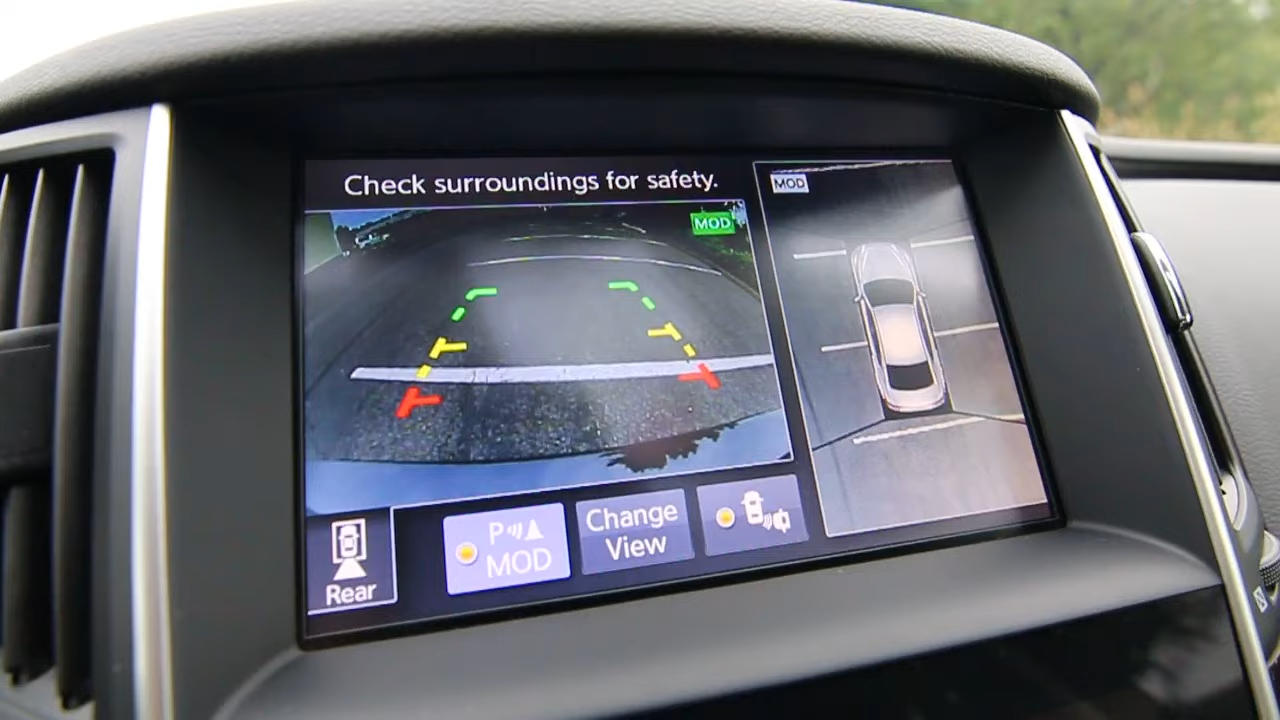 Check surroundings for safety.
MOD
MOD
Rear
P
MOD
Change
View